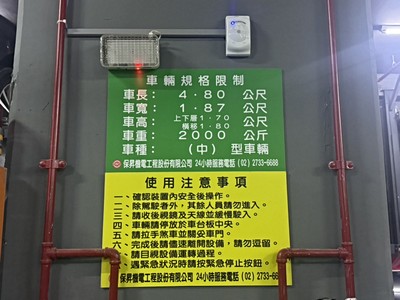 車輛規格限制
車長： 4．80 公尺
車寬： 1．87 公尺
車高： 上下層1．70 橫移1．80 公尺
車重： 2000 公斤
車種： （中）型車輛
保昇機電工程股份有限公司 24小時服務電話（02）2733-6688
使用注意事項
一、確認裝置內安全後操作。
二、除駕駛者外，其餘人員請勿進入。
三、請收後視鏡及天線並緩慢駛入。
四、車輛請停放於車台板中央。
五、請拉手煞車並關妥車門。
六、完成後請儘速離開設備，請勿逗留。
請目視設備運轉過程。
遇緊急狀況時請按緊急停止按鈕。
保昇機電工程股份有限公司 24小時服務電話（02）2733-66